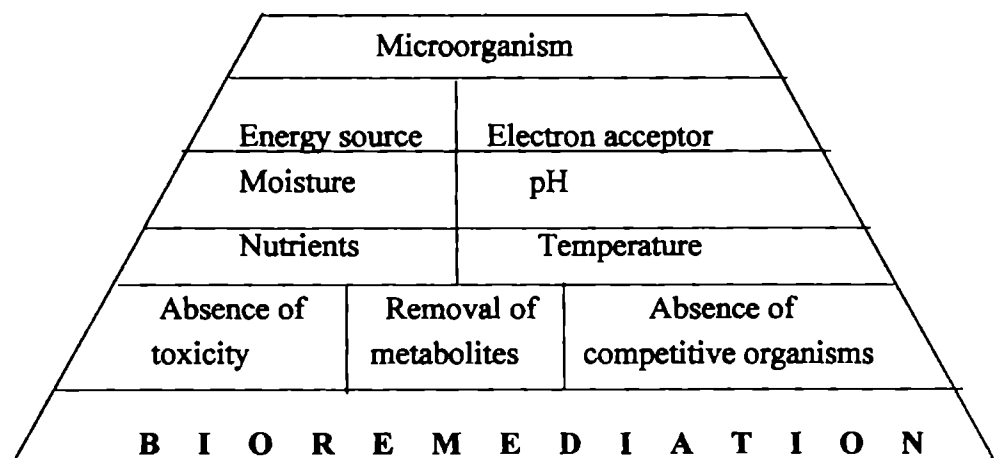 Microorganism
Energy source Electron acceptor
Moisture pH
Nutrients Temperature
Absence of Removal of Absence of
toxicity metabolites competitive organisms
B I O R E M E D I A T I O N